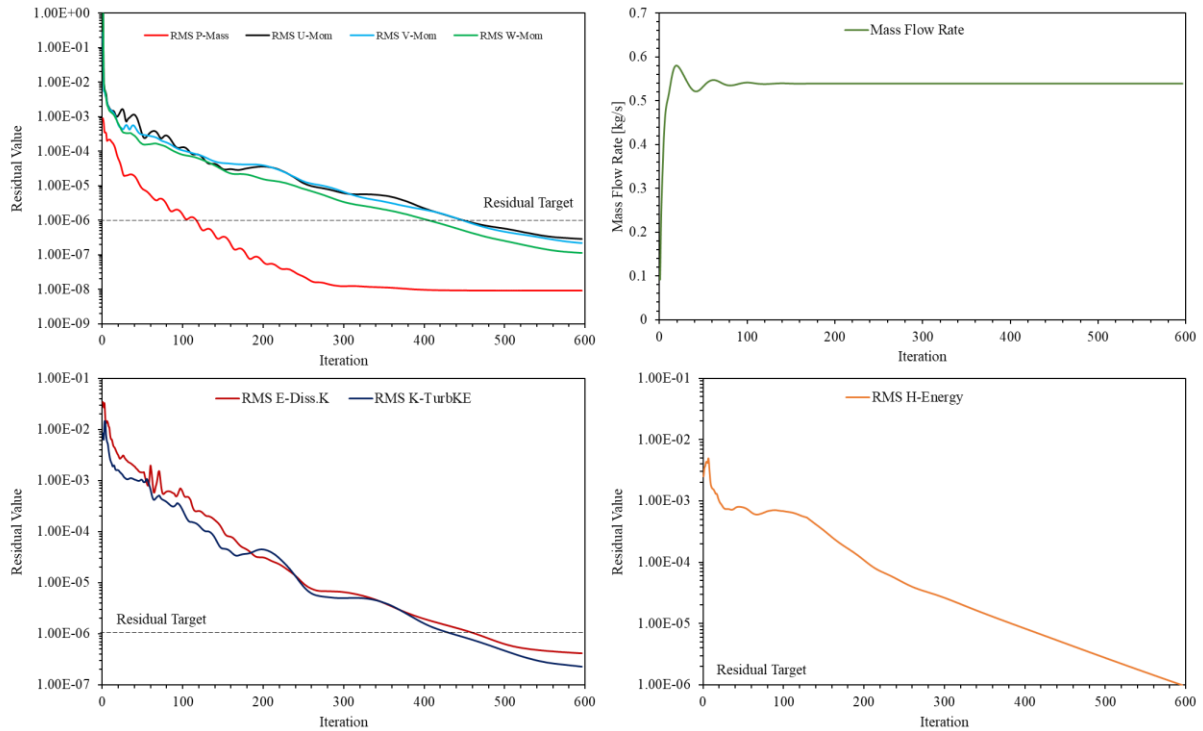 RMS P-Mass RMS U-Mom RMS V-Mom RMS W-Mom
1.00E+00
1.00E-01
1.00E-02
1.00E-03
1.00E-04
1.00E-05
1.00E-06
1.00E-07
1.00E-08
1.00E-09
Residual Value
Residual Target
0 100 200 300 400 500 600
Iteration
Mass Flow Rate
0.7
0.6
0.5
0.4
0.3
0.2
0.1
0
Mass Flow Rate [kg/s]
0 100 200 300 400 500 600
Iteration
RMS E-Diss.K RMS K-TurbKE
1.00E-01
1.00E-02
1.00E-03
1.00E-04
1.00E-05
1.00E-06
1.00E-07
Residual Value
Residual Target
0 100 200 300 400 500 600
Iteration
RMS H-Energy
1.00E-01
1.00E-02
1.00E-03
1.00E-04
1.00E-05
1.00E-06
Residual Value
Residual Target
0 100 200 300 400 500 600
Iteration